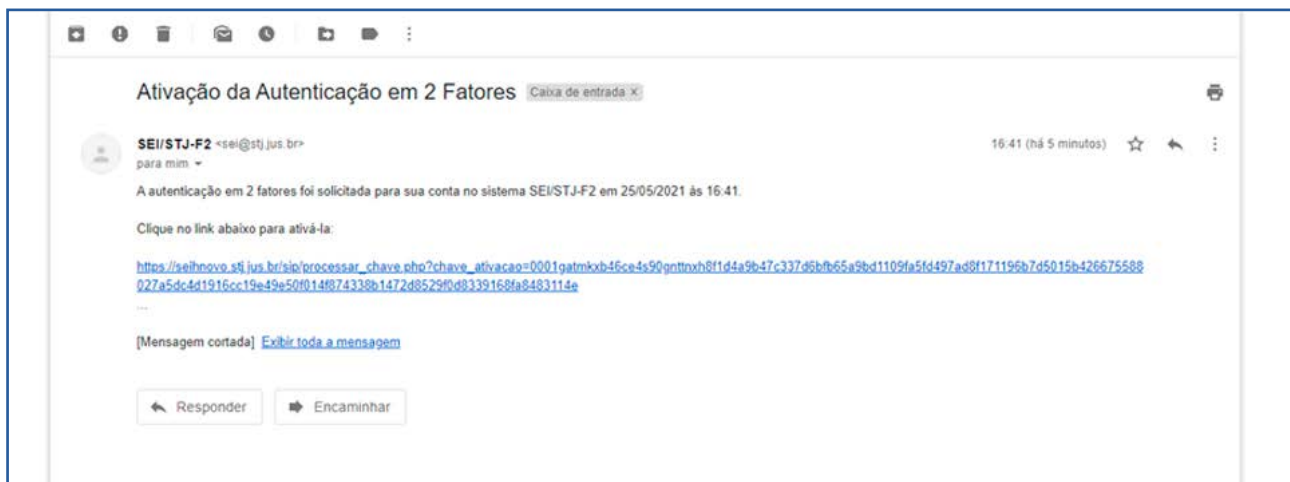 Ativação da Autenticação em 2 Fatores Caixa de entrada x
SEI/STJ-F2 <sei@stj.jus.br> 16:41 (há 5 minutos)
para mim
A autenticação em 2 fatores foi solicitada para sua conta no sistema SEI/STJ-F2 em 25/05/2021 às 16:41.
Clique no link abaixo para ativá-la:
https://seihnovo.stj.jus.br/sip/processar_chave.php?chave_ativacao=0001gatmkxb46ce4s90gnttnxh8f1d4a9b47c337d6bfb65a9bd1109fa5fd497ad8f171196b7d5015b426675588
027a5dc4d1916cc19e49e50f014f874338b1472d8529f0d8339168fa8483114e
...
[Mensagem cortada] Exibir toda a mensagem
Responder Encaminhar